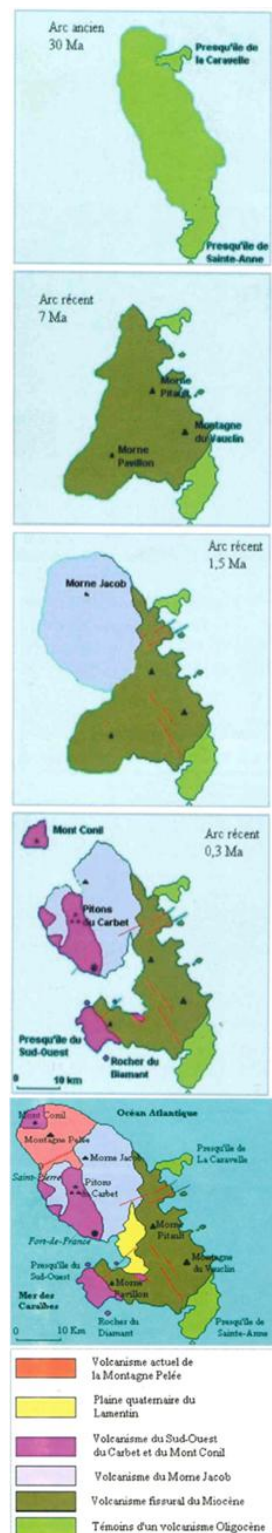 Arc ancien
30 Ma
Presqu'île de
la Caravelle
Presqu'île de
Sainte-Anne
Arc récent
7 Ma
Morne
Pitault
Montagne
du Vauclin
Morne
Pavillon
Arc récent
1,5 Ma
Morne Jacob
Arc récent
0,3 Ma
Mont Conil
Pitons
du Carbet
Presqu'île du
Sud-Ouest
Rocher du
Diamant
0 10 km
Océan Atlantique
Mont Conil
Montagne Pelée
Saint-Pierre
Morne Jacob
Presqu'île de
La Caravelle
Pitons
du Carbet
Fort-de-France
Morne
Pitault
Presqu'île du
Sud-Ouest
Montagne
du Vauclin
Mer des
Caraïbes
Morne
Pavillon
Rocher du
Diamant
Presqu'île de
Sainte-Anne
0 10 Km
Volcanisme actuel de
la Montagne Pelée
Plaine quaternaire du
Lamentin
Volcanisme du Sud-Ouest
du Carbet et du Mont Conil
Volcanisme du Morne Jacob
Volcanisme fissural du Miocène
Témoins d'un volcanisme Oligocène